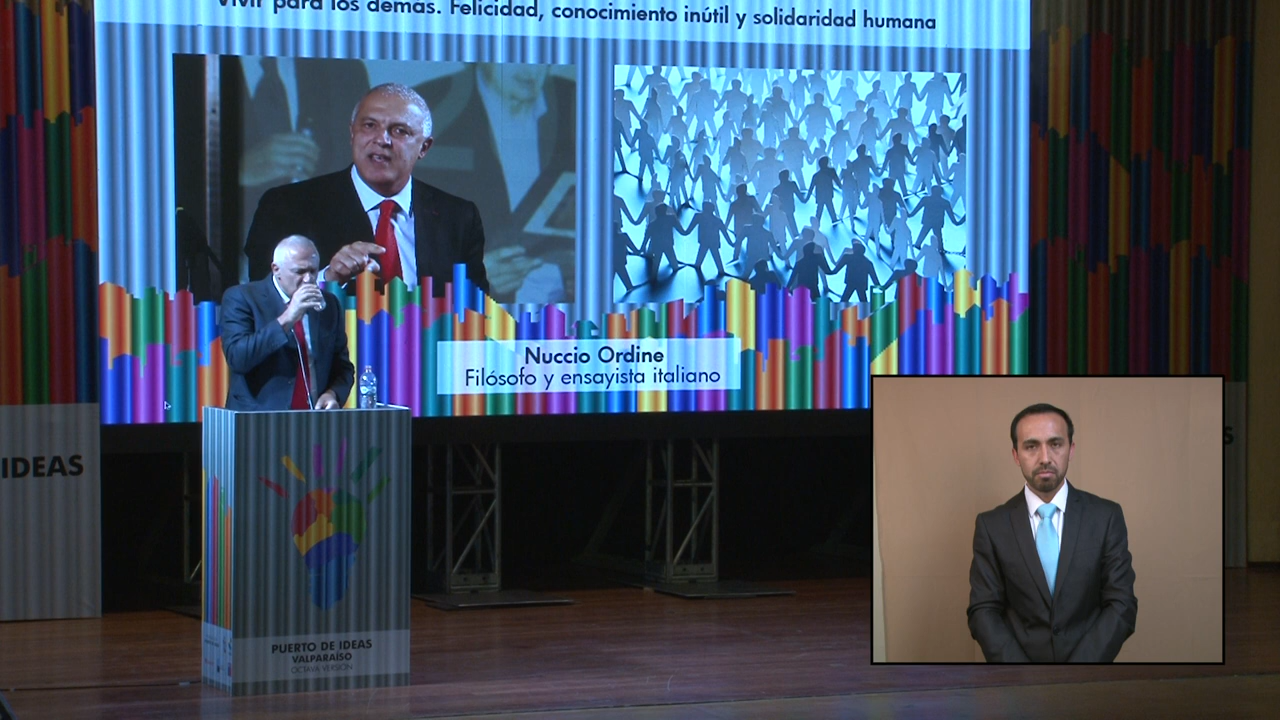 Vivir para los demás. Felicidad, conocimiento inútil y solidaridad humana
Nuccio Ordine
Filósofo y ensayista italiano
IDEAS
PUERTO DE IDEAS
VALPARAÍSO
OCTAVA VERSIÓN